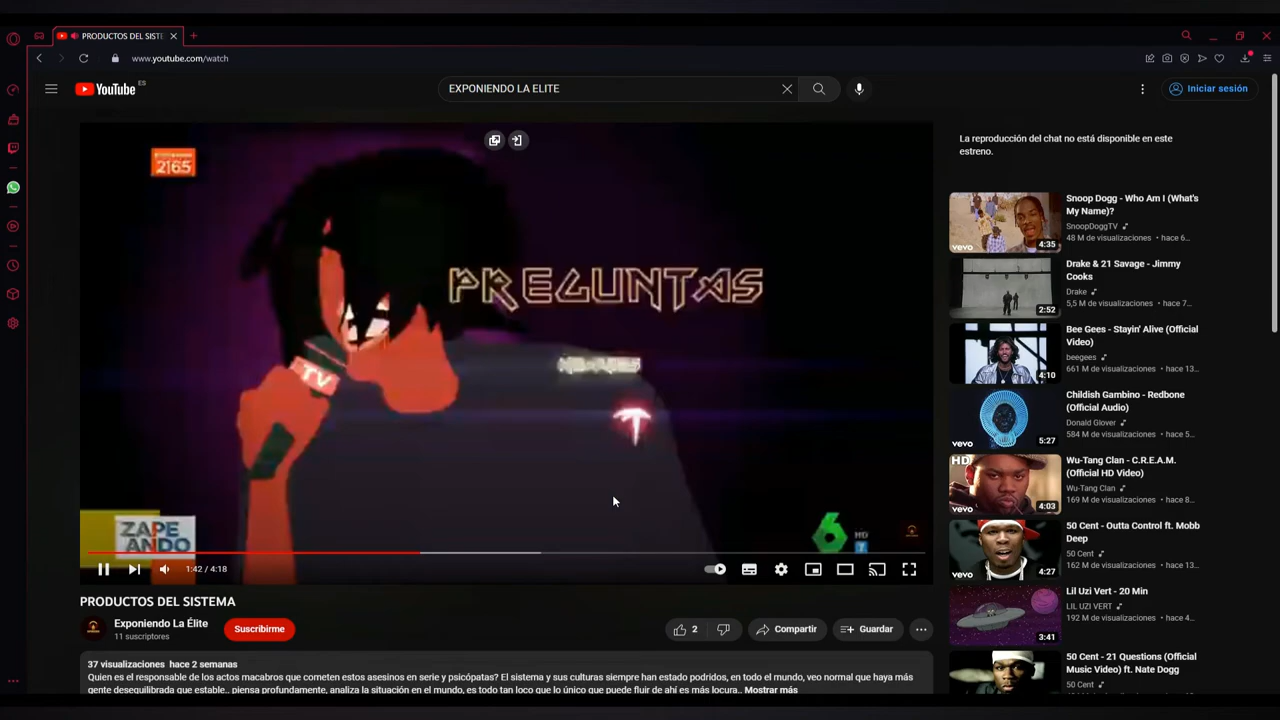 PRODUCTOS DEL SISTE
www.youtube.com/watch
YouTube ES
EXPONIENDO LA ELITE
Iniciar sesión
2165
PREGUNTAS
TV
ZAPE
ANDO
6
HD
7
1:42 / 4:18
PRODUCTOS DEL SISTEMA
Exponiendo La Élite
11 suscriptores
Suscribirme
2
Compartir
Guardar
37 visualizaciones hace 2 semanas
Quien es el responsable de los actos macabros que cometen estos asesinos en serie y psicópatas? El sistema y sus culturas siempre han estado podridos, en todo el mundo, veo normal que haya más
gente desequilibrada que estable.. piensa profundamente, analiza la situación en el mundo, es todo tan loco que lo único que puede fluir de ahí es más locura.. Mostrar más
La reproducción del chat no está disponible en este
estreno.
vevo
4:35
Snoop Dogg - Who Am I (What's
My Name)?
SnoopDoggTV
48 M de visualizaciones • hace 6...
2:52
Drake & 21 Savage - Jimmy
Cooks
Drake
5,5 M de visualizaciones • hace 7...
vevo
4:10
Bee Gees - Stayin' Alive (Official
Video)
beegees
661 M de visualizaciones • hace 13...
vevo
5:27
Childish Gambino - Redbone
(Official Audio)
Donald Glover
584 M de visualizaciones • hace 5...
HD
vevo
4:03
Wu-Tang Clan - C.R.E.A.M.
(Official HD Video)
Wu-Tang Clan
169 M de visualizaciones • hace 8...
vevo
4:27
50 Cent - Outta Control ft. Mobb
Deep
50 Cent
162 M de visualizaciones • hace 13...
3:41
Lil Uzi Vert - 20 Min
LIL UZI VERT
192 M de visualizaciones • hace 4...
50 Cent - 21 Questions (Official
Music Video) ft. Nate Dogg
50 Cent